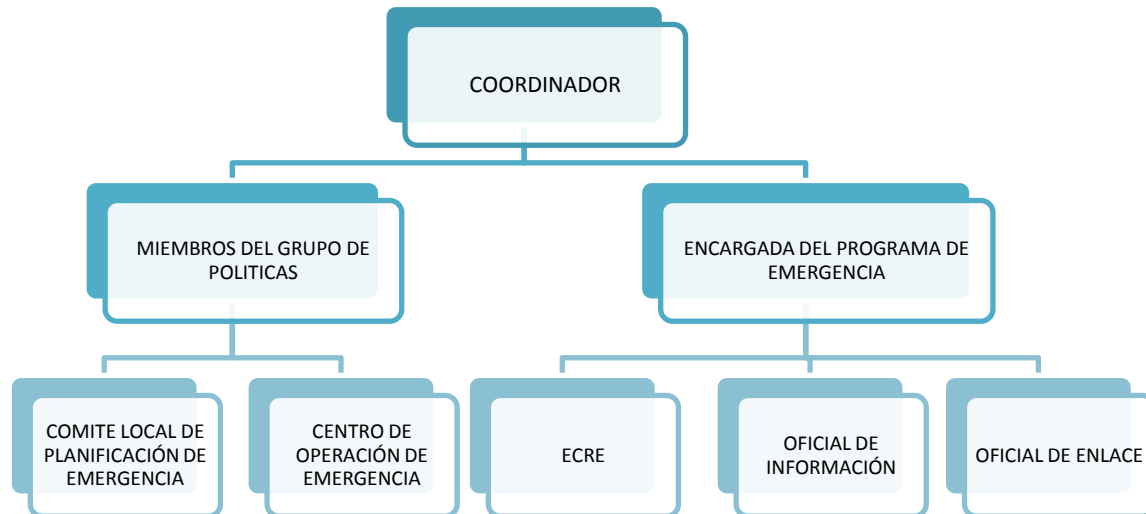 COORDINADOR
MIEMBROS DEL GRUPO DE
POLITICAS
ENCARGADA DEL PROGRAMA DE
EMERGENCIA
COMITE LOCAL DE
PLANIFICACIÓN DE
EMERGENCIA
CENTRO DE
OPERACIÓN DE
EMERGENCIA
ECRE
OFICIAL DE
INFORMACIÓN
OFICIAL DE ENLACE